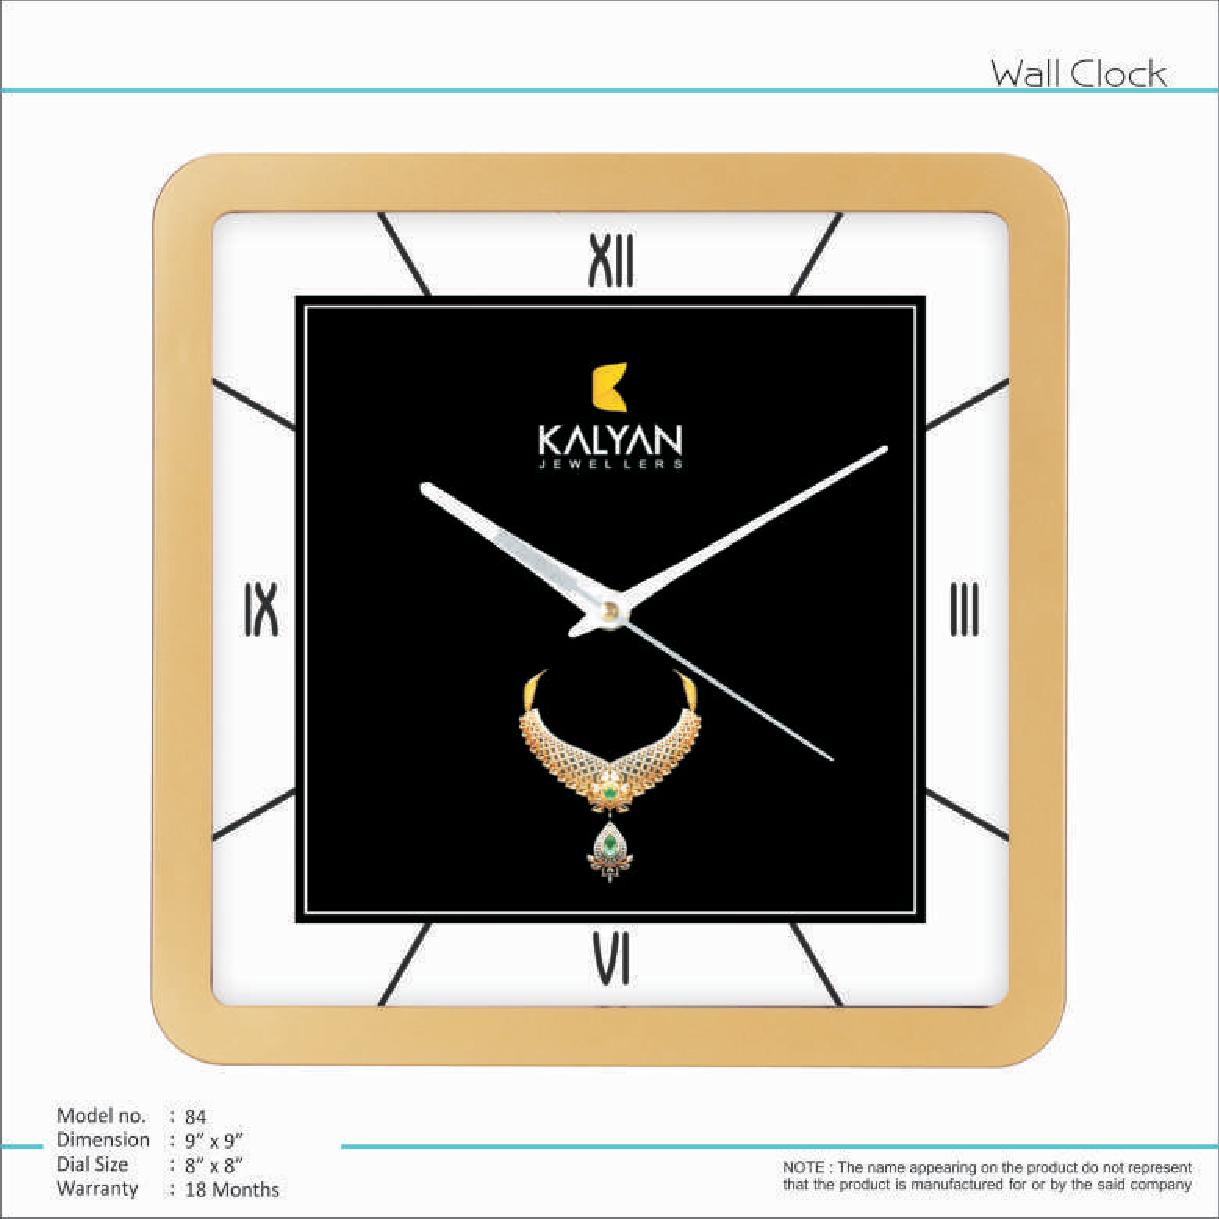 Wall Clock
XII
KALYAN
JEWELLERS
IX
III
VI
Model no. : 84
Dimension : 9” x 9”
Dial Size : 8” x 8”
Warranty : 18 Months
NOTE : The name appearing on the product do not represent
that the product is manufactured for or by the said company